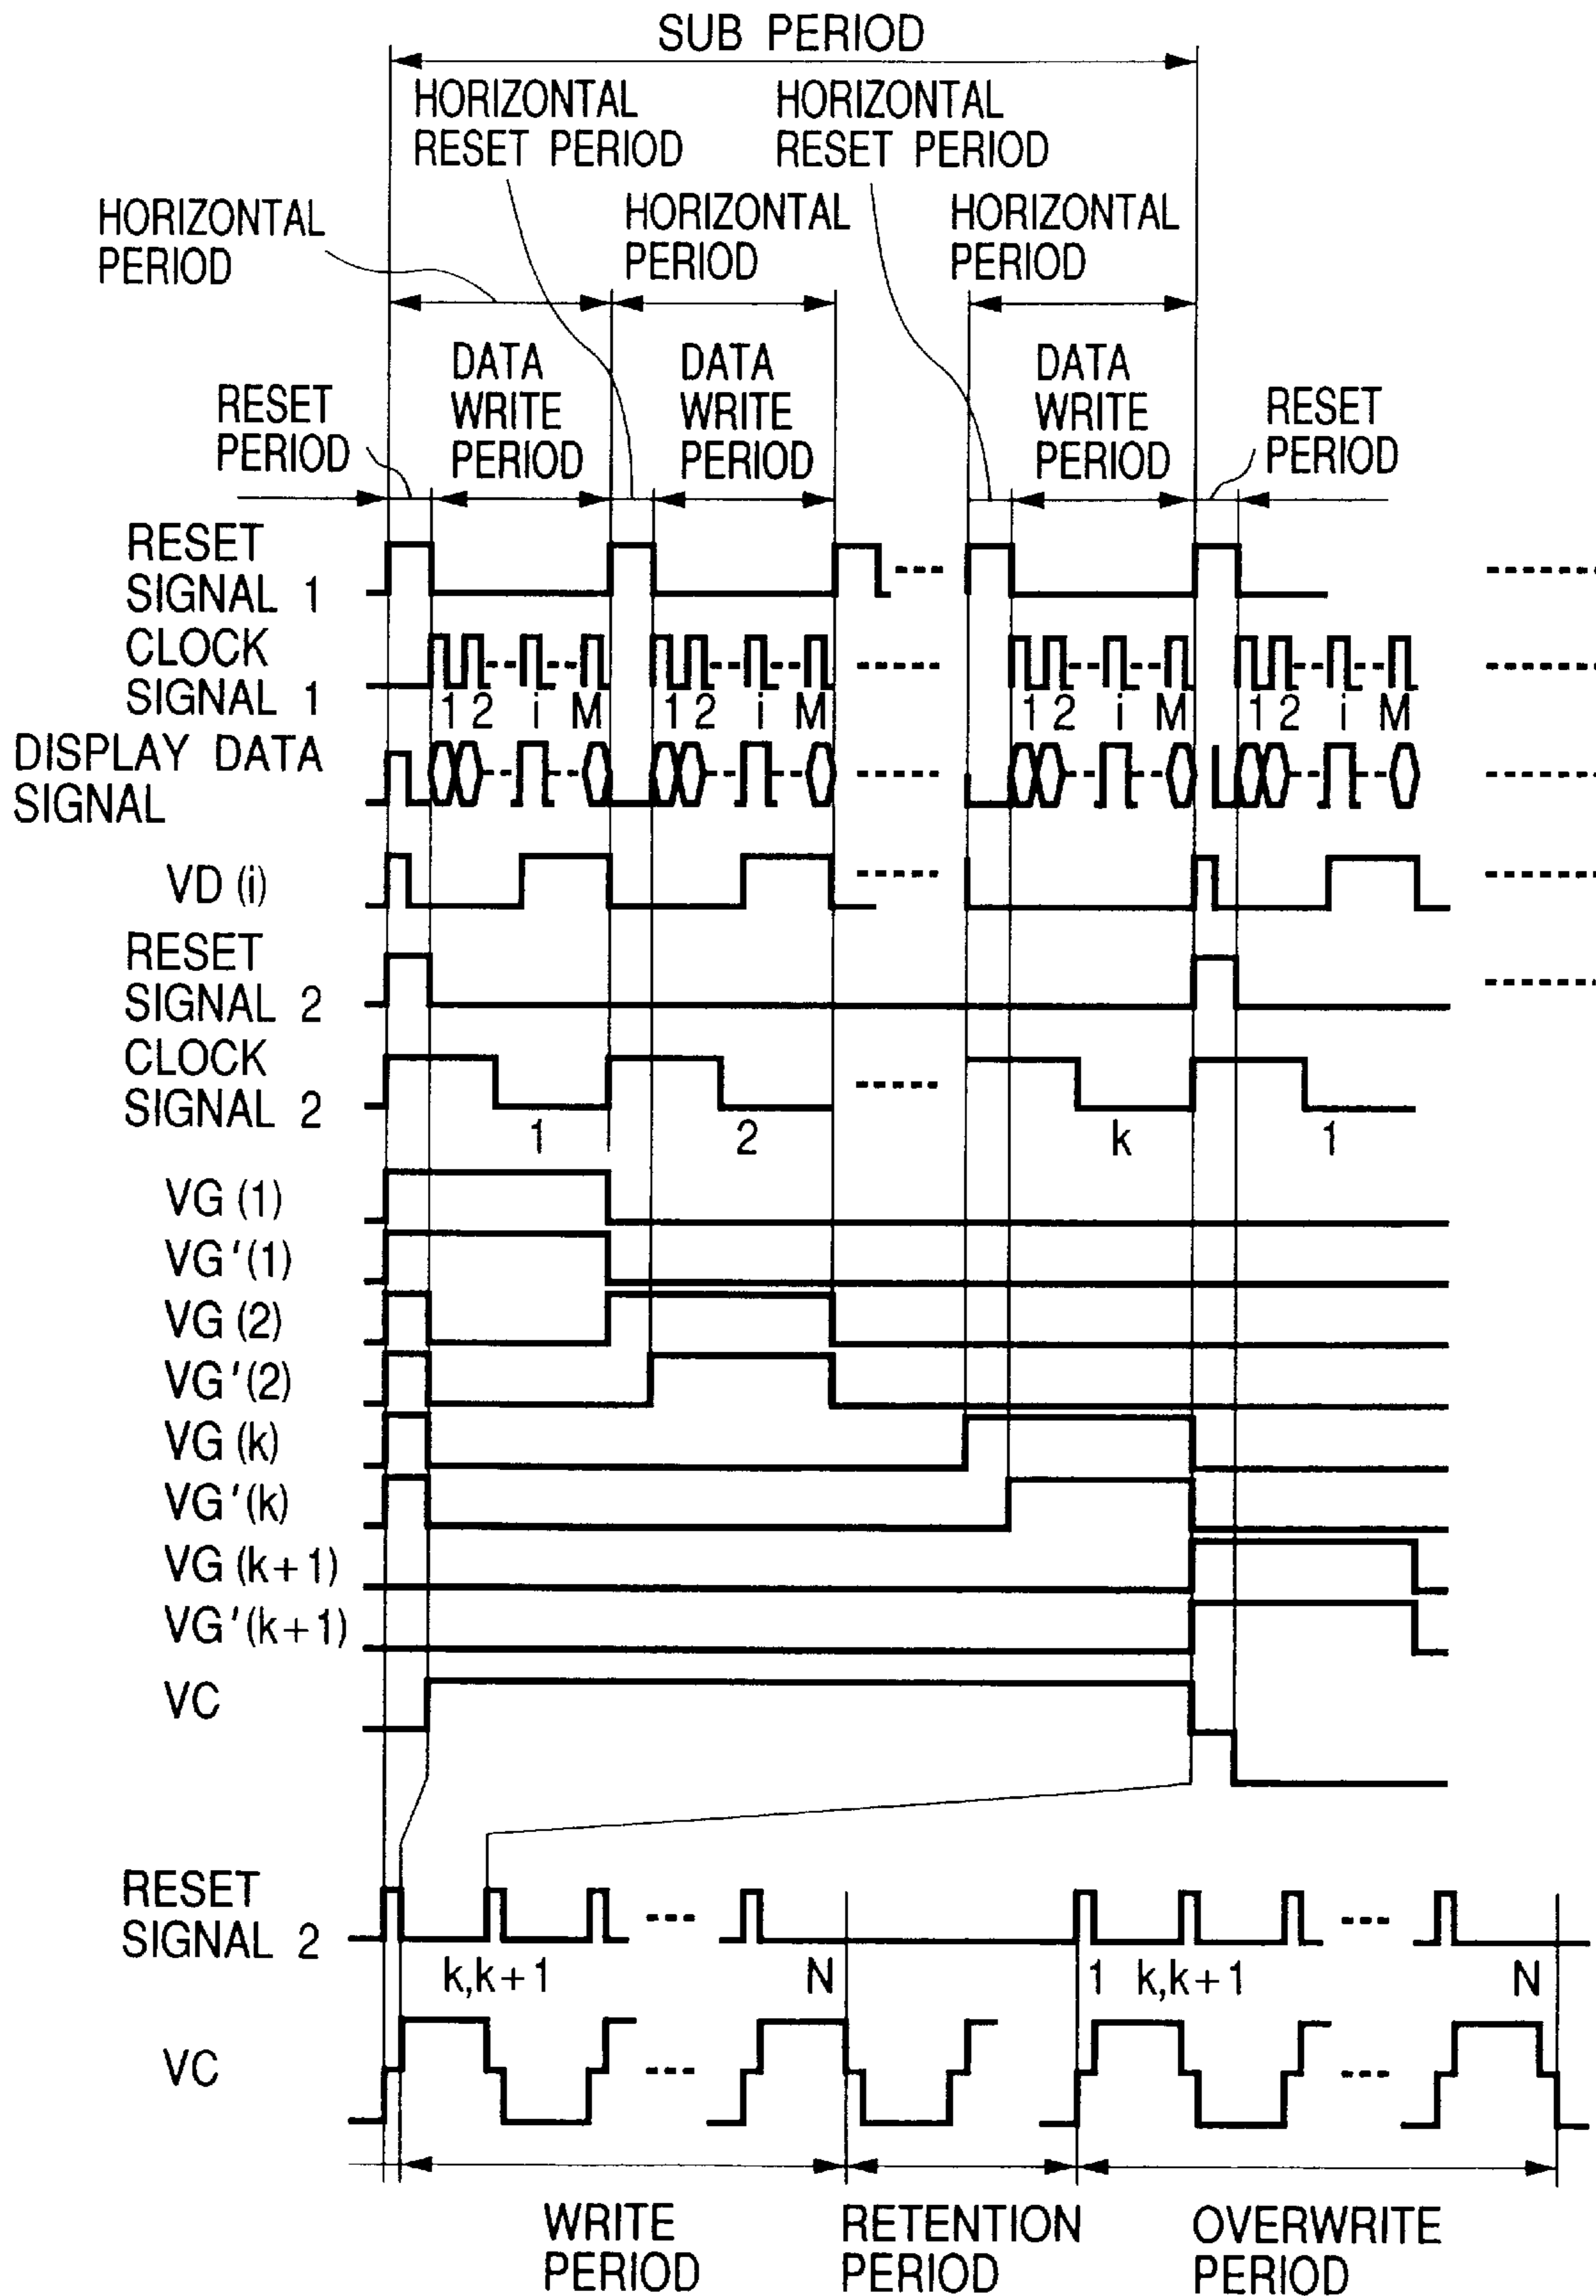 SUB PERIOD
HORIZONTAL
RESET PERIOD
HORIZONTAL
RESET PERIOD
HORIZONTAL
PERIOD
HORIZONTAL
PERIOD
HORIZONTAL
PERIOD
RESET
PERIOD
DATA
WRITE
PERIOD
DATA
WRITE
PERIOD
DATA
WRITE
PERIOD
RESET
PERIOD
RESET
SIGNAL 1
CLOCK
SIGNAL 1
1 2 i M 1 2 i M 1 2 i M 1 2 i M
DISPLAY DATA
SIGNAL
VD (i)
RESET
SIGNAL 2
CLOCK
SIGNAL 2
1 2 k 1
VG (1)
VG'(1)
VG (2)
VG'(2)
VG (k)
VG'(k)
VG (k+1)
VG'(k+1)
VC
RESET
SIGNAL 2
k,k+1 N 1 k,k+1 N
VC
WRITE
PERIOD
RETENTION
PERIOD
OVERWRITE
PERIOD